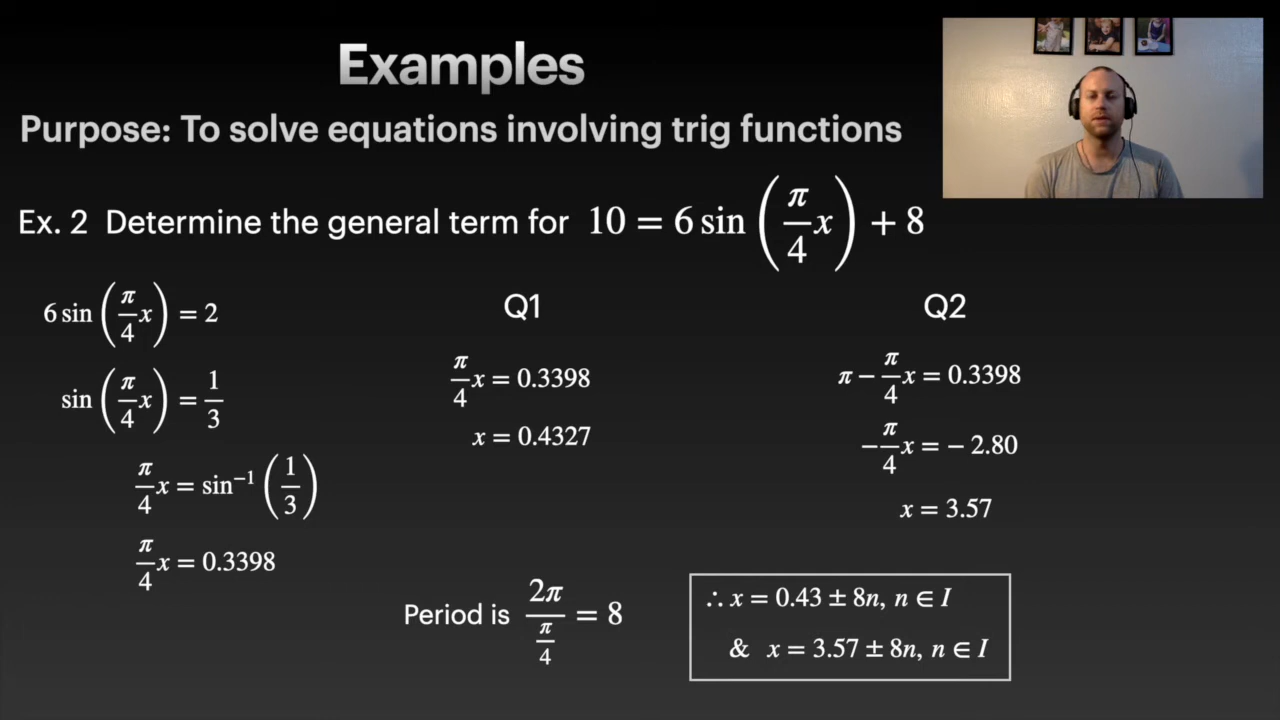 Examples
Purpose: To solve equations involving trig functions
Ex. 2 Determine the general term for 10 = 6 sin (π/4 x) + 8
6 sin (π/4 x) = 2
sin (π/4 x) = 1/3
π/4 x = sin⁻¹ (1/3)
π/4 x = 0.3398
Q1
π/4 x = 0.3398
x = 0.4327
Q2
π − π/4 x = 0.3398
−π/4 x = − 2.80
x = 3.57
Period is 2π/(π/4) = 8
∴ x = 0.43 ± 8n, n ∈ I
& x = 3.57 ± 8n, n ∈ I